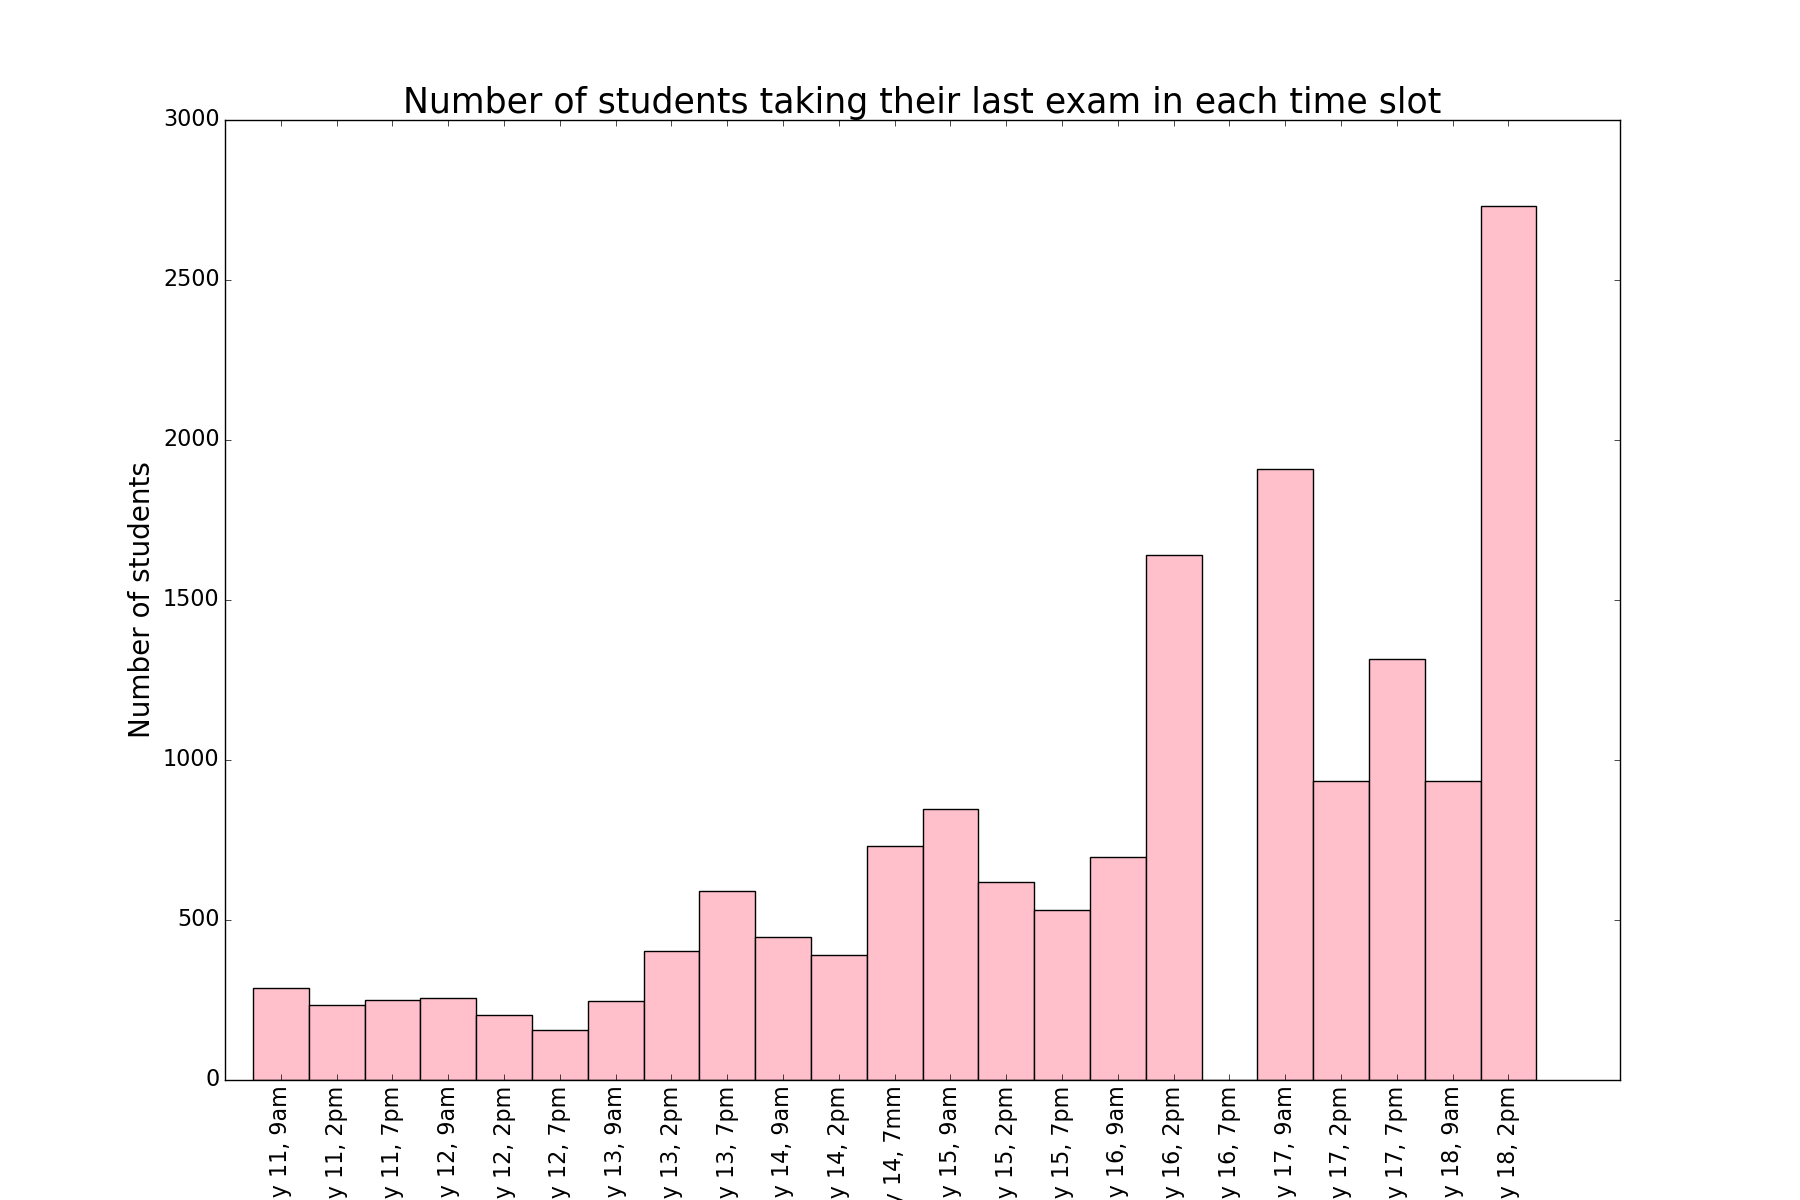 Number of students taking their last exam in each time slot
3000
2500
2000
1500
1000
500
0
Number of students
y 11, 9am
y 11, 2pm
y 11, 7pm
y 12, 9am
y 12, 2pm
y 12, 7pm
y 13, 9am
y 13, 2pm
y 13, 7pm
y 14, 9am
y 14, 2pm
y 14, 7mm
y 15, 9am
y 15, 2pm
y 15, 7pm
y 16, 9am
y 16, 2pm
y 16, 7pm
y 17, 9am
y 17, 2pm
y 17, 7pm
y 18, 9am
y 18, 2pm